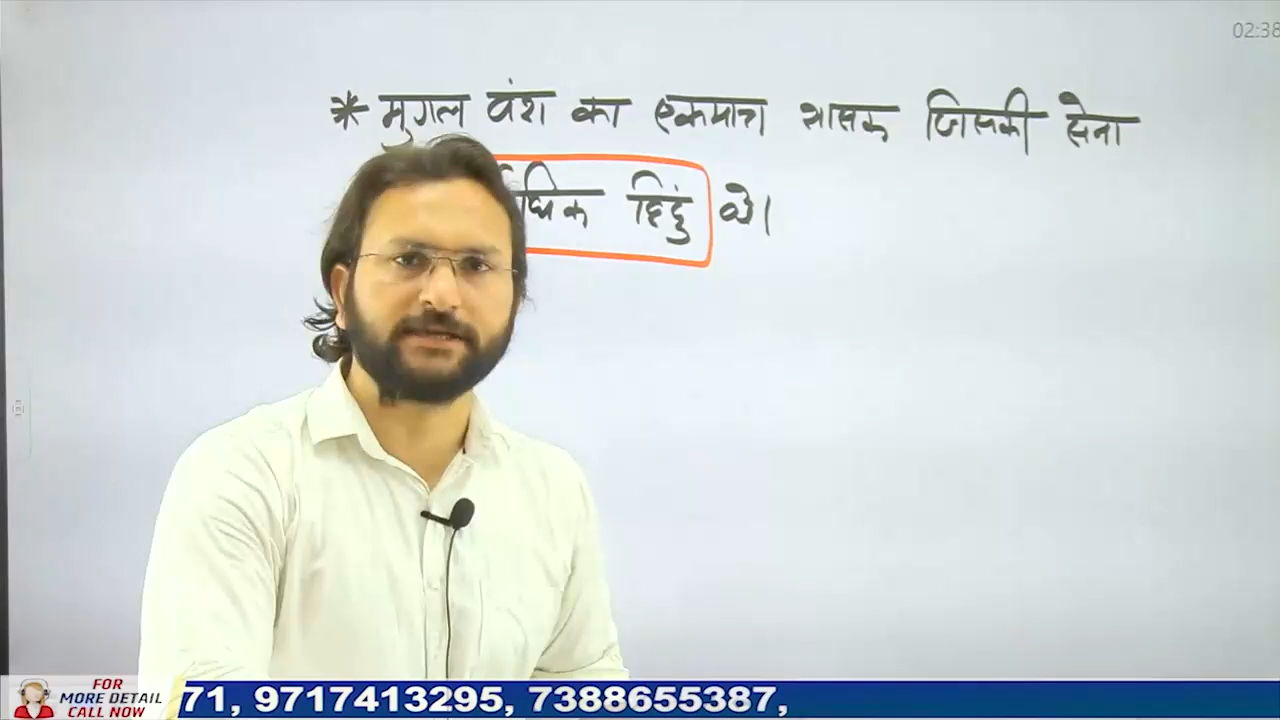 02:38
* मुगल वंश का एकमात्र शासक जिसकी सेना
धिक हिंदुं थे।
FOR
MORE DETAIL
CALL NOW
71, 9717413295, 7388655387,